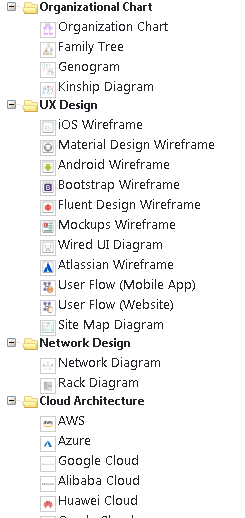 Organizational Chart
Organization Chart
Family Tree
Genogram
Kinship Diagram
UX Design
iOS Wireframe
Material Design Wireframe
Android Wireframe
Bootstrap Wireframe
Fluent Design Wireframe
Mockups Wireframe
Wired UI Diagram
Atlassian Wireframe
User Flow (Mobile App)
User Flow (Website)
Site Map Diagram
Network Design
Network Diagram
Rack Diagram
Cloud Architecture
AWS
Azure
Google Cloud
Alibaba Cloud
Huawei Cloud